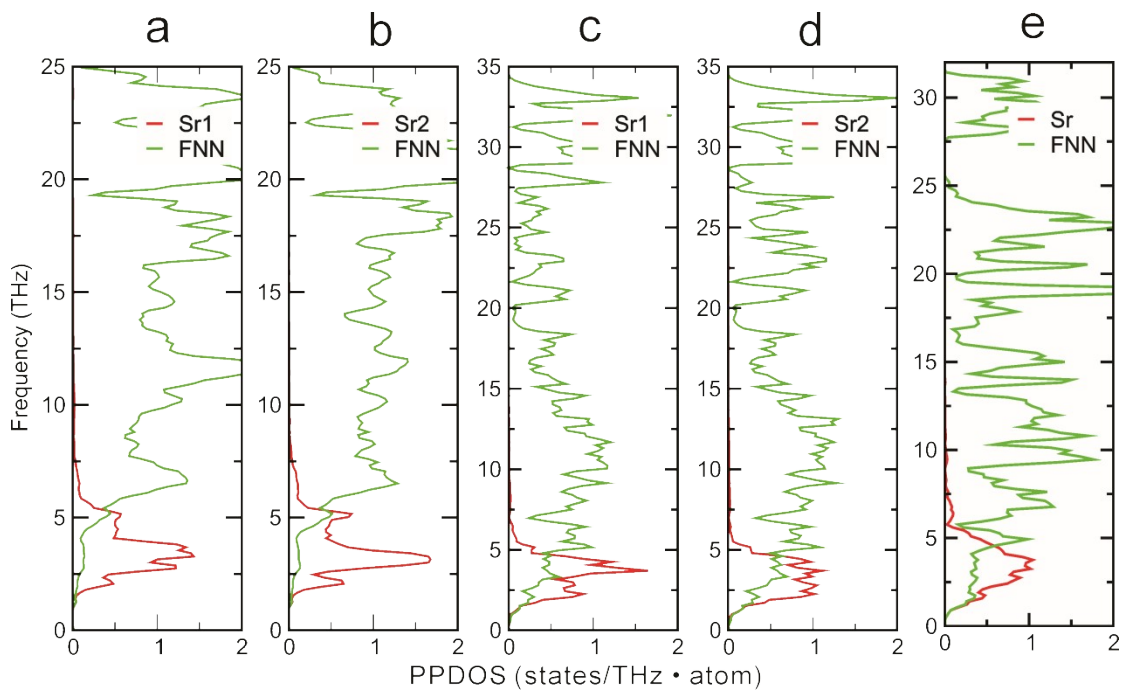 a b c d e
25 25 35 35
30
20 20 30 30
25
15 15 25 25
20
10 10 20 20
15
5 5 15 15
10
0 0 10 10
5
5 5
0
0 0
Sr1
FNN
Sr2
FNN
Sr1
FNN
Sr2
FNN
Sr
FNN
Frequency (THz)
0 1 2 0 1 2 0 1 2 0 1 2 0 1 2
PPDOS (states/THz • atom)